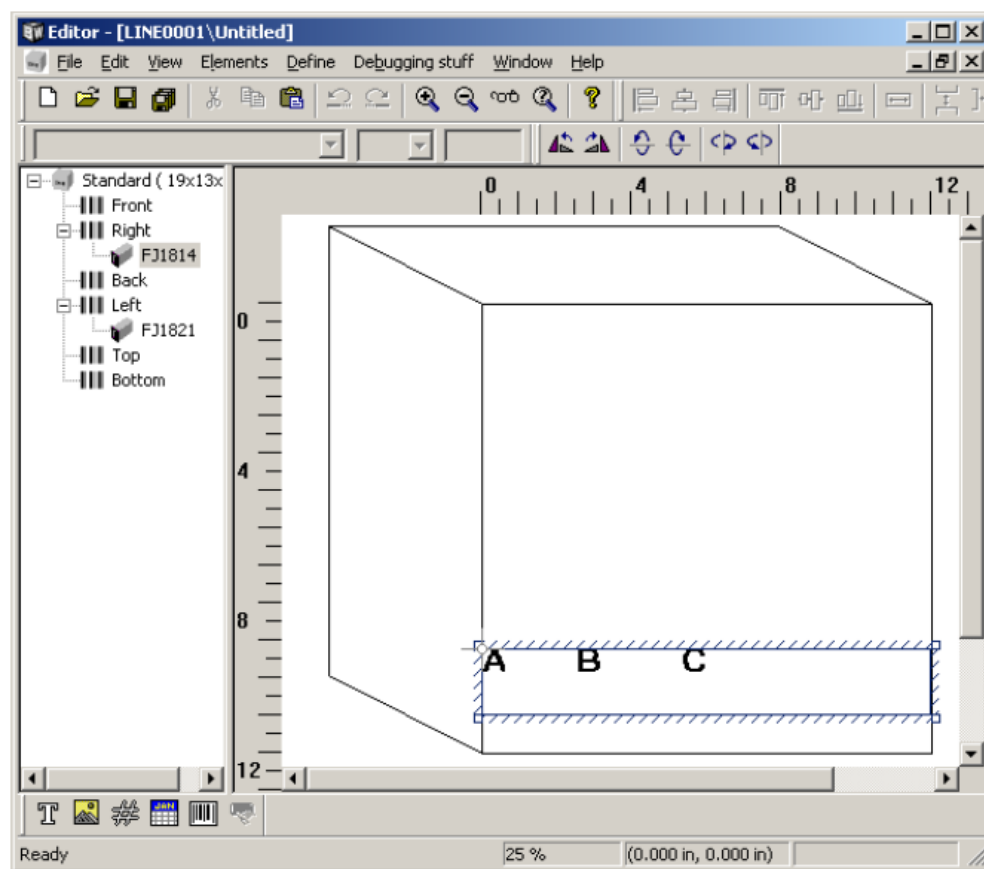 Editor - [LINE0001\Untitled]
File Edit View Elements Define Debugging stuff Window Help
Standard ( 19x13x
Front
Right
FJ1814
Back
Left
FJ1821
Top
Bottom
0 4 8 12
0
4
8
12
A B C
T JAN
Ready 25 % (0.000 in, 0.000 in)